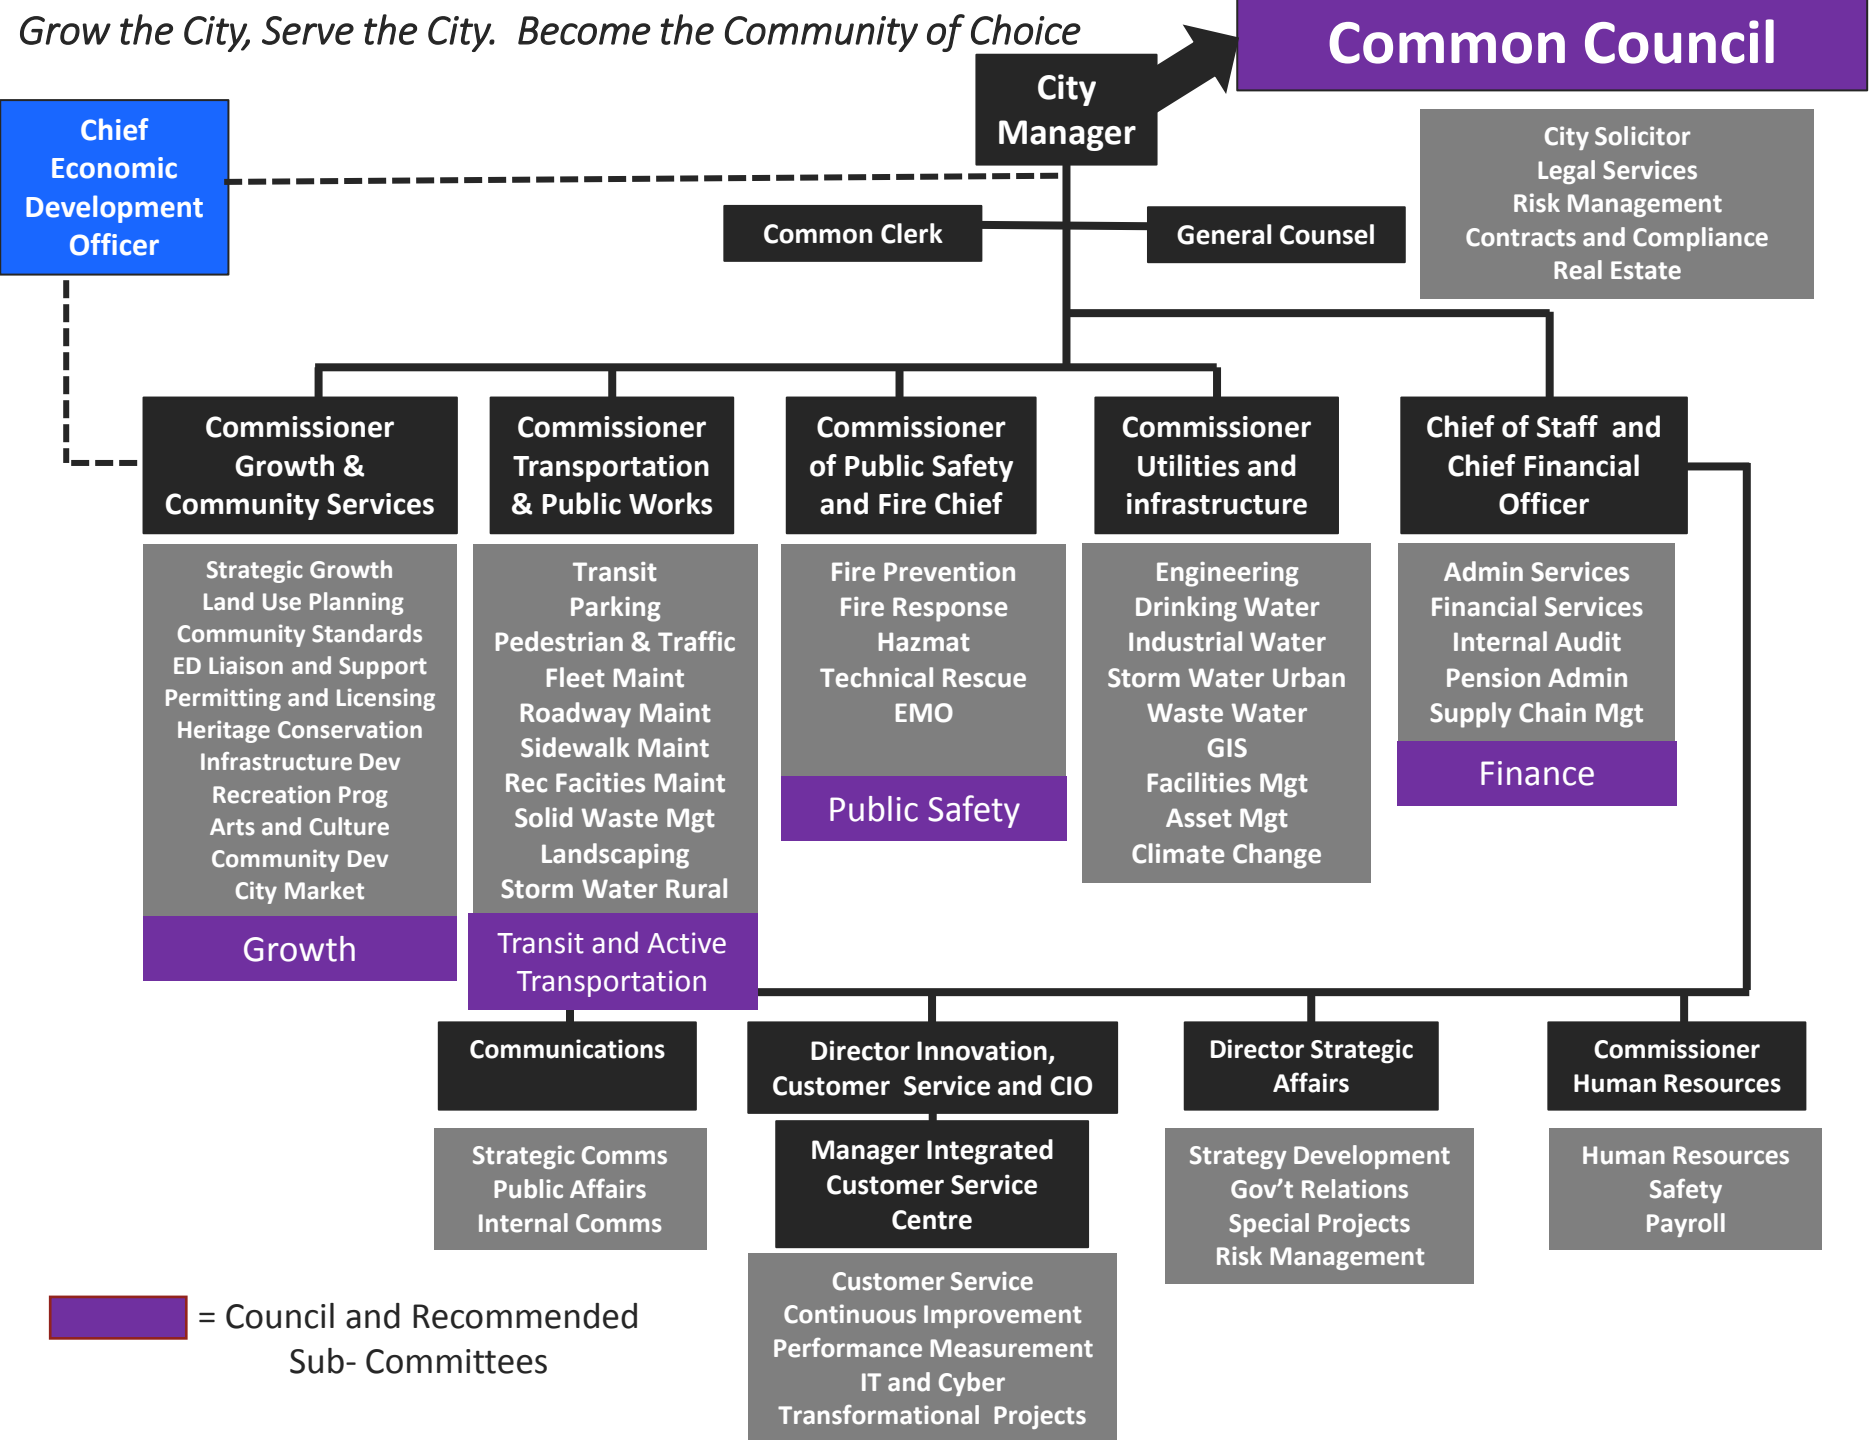 Grow the City, Serve the City.  Become the Community of Choice
Common Council
City
Manager
Chief
Economic
Development
Officer
City Solicitor
Legal Services
Risk Management
Contracts and Compliance
Real Estate
Common Clerk
General Counsel
Commissioner
Growth &
Community Services
Strategic Growth
Land Use Planning
Community Standards
ED Liaison and Support
Permitting and Licensing
Heritage Conservation
Infrastructure Dev
Recreation Prog
Arts and Culture
Community Dev
City Market
Growth
Commissioner
Transportation
& Public Works
Transit
Parking
Pedestrian & Traffic
Fleet Maint
Roadway Maint
Sidewalk Maint
Rec Facities Maint
Solid Waste Mgt
Landscaping
Storm Water Rural
Transit and Active
Transportation
Commissioner
of Public Safety
and Fire Chief
Fire Prevention
Fire Response
Hazmat
Technical Rescue
EMO
Public Safety
Commissioner
Utilities and
infrastructure
Engineering
Drinking Water
Industrial Water
Storm Water Urban
Waste Water
GIS
Facilities Mgt
Asset Mgt
Climate Change
Chief of Staff  and
Chief Financial
Officer
Admin Services
Financial Services
Internal Audit
Pension Admin
Supply Chain Mgt
Finance
Communications
Strategic Comms
Public Affairs
Internal Comms
Director Innovation,
Customer  Service and CIO
Manager Integrated
Customer Service
Centre
Customer Service
Continuous Improvement
Performance Measurement
IT and Cyber
Transformational  Projects
Director Strategic
Affairs
Strategy Development
Gov’t Relations
Special Projects
Risk Management
Commissioner
Human Resources
Human Resources
Safety
Payroll
= Council and Recommended
Sub- Committees